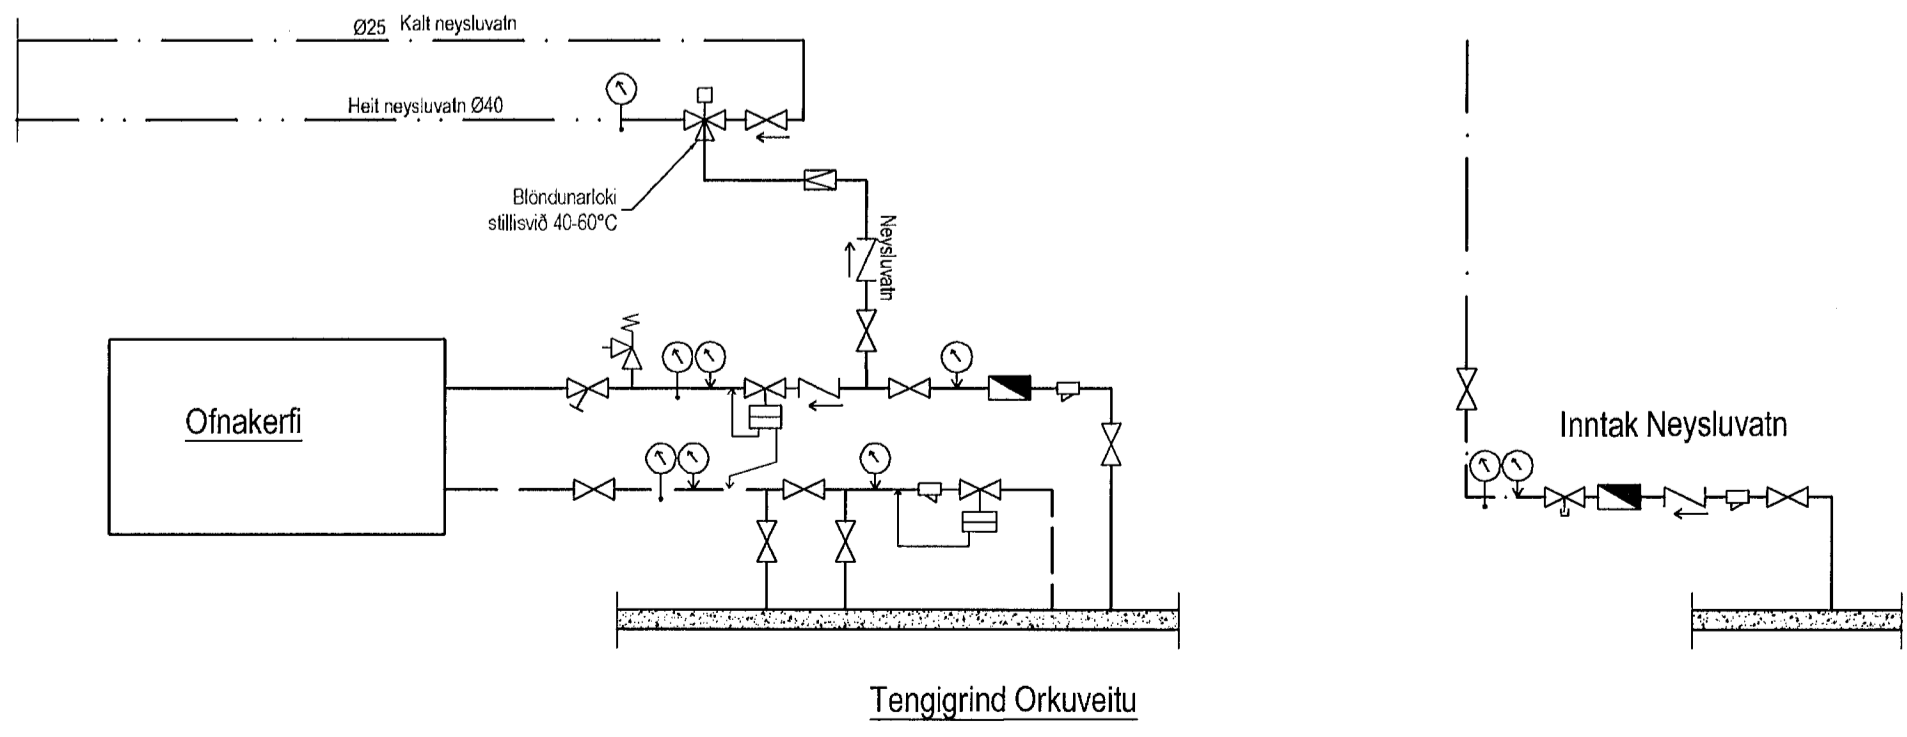 Ø25 Kalt neysluvatn
Heit neysluvatn Ø40
Blöndunarloki
stillisvið 40-60°C
Neysluvatn
Ofnakerfi
Inntak Neysluvatn
Tengigrind Orkuveitu